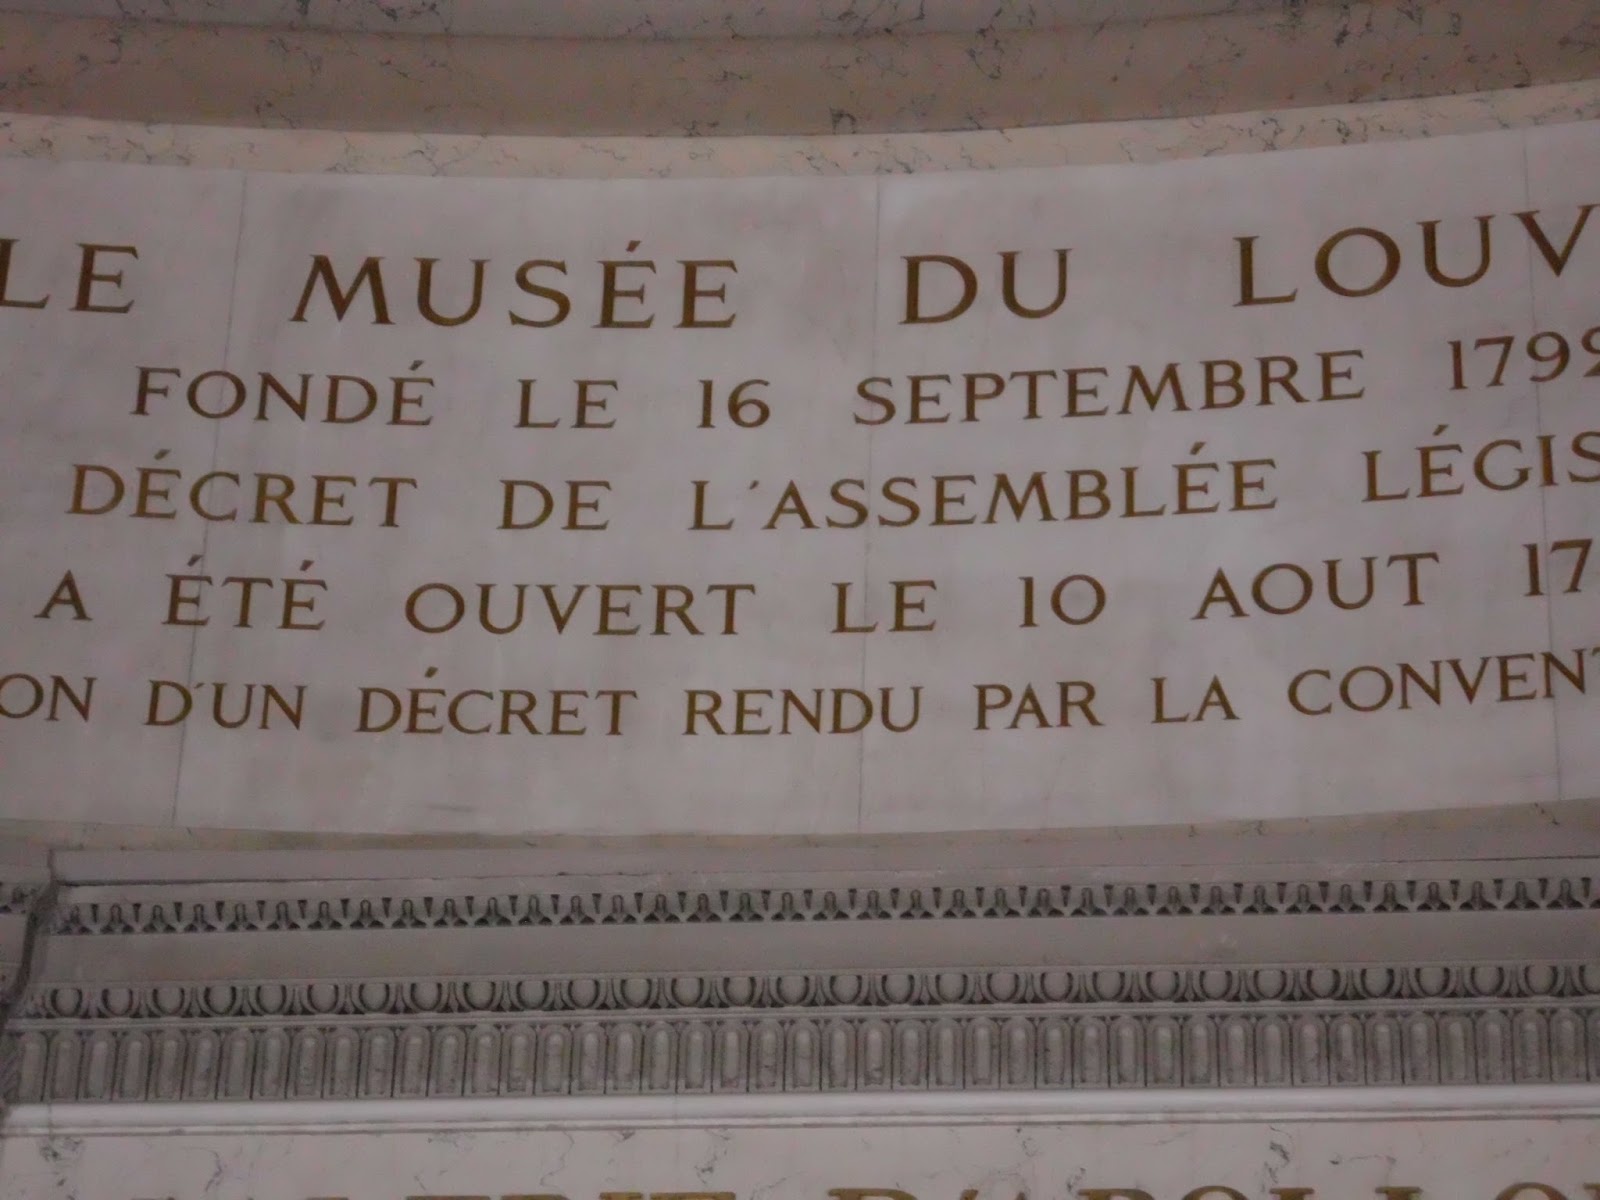 LE MUSÉE DU LOUV
FONDÉ LE 16 SEPTEMBRE 1792
DÉCRET DE L'ASSEMBLÉE LÉGIS
A ÉTÉ OUVERT LE 10 AOUT 17
ON D'UN DÉCRET RENDU PAR LA CONVENT